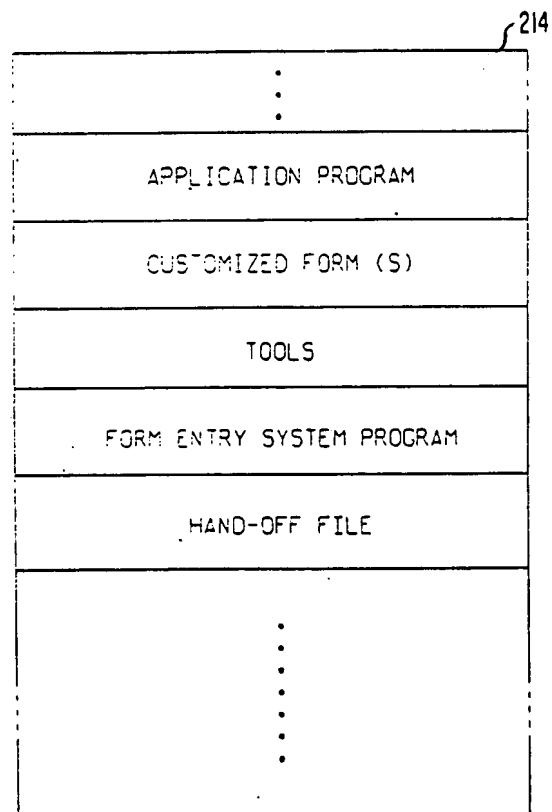 214
APPLICATION PROGRAM
CUSTOMIZED FORM (S)
TOOLS
FORM ENTRY SYSTEM PROGRAM
HAND-OFF FILE